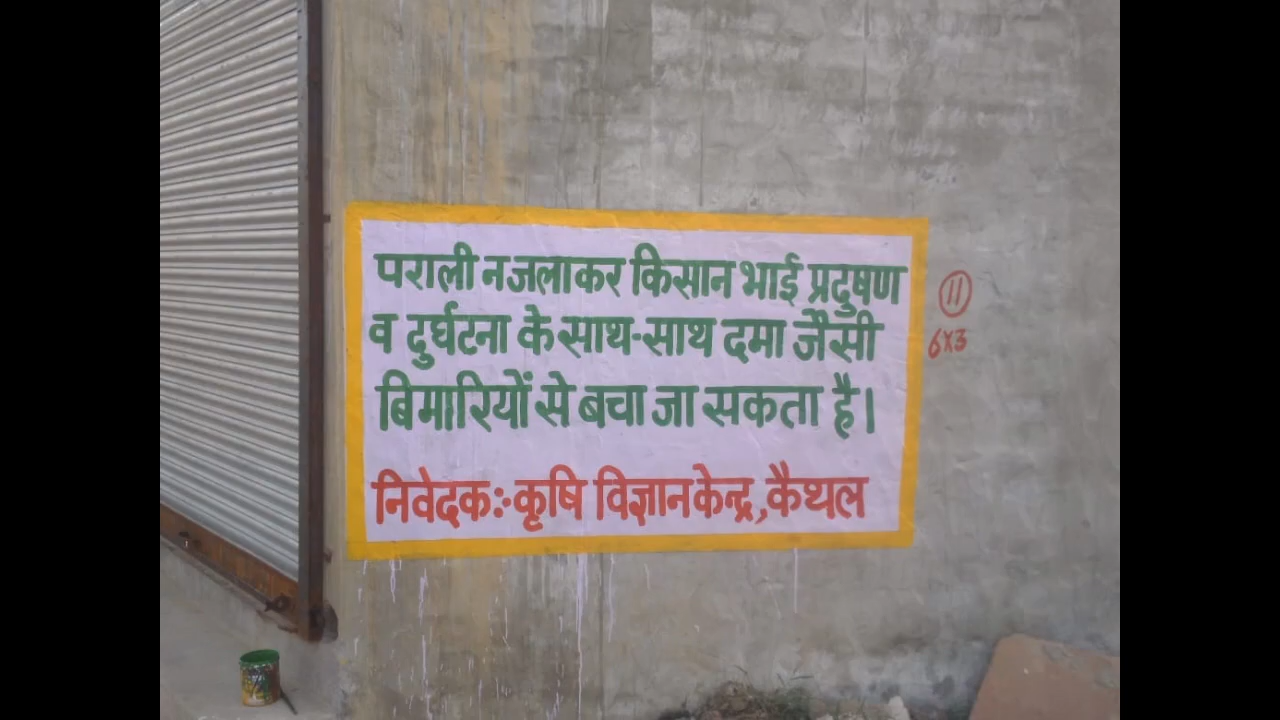 पराली न जलाकर किसान भाई प्रदुषण
व दुर्घटना के साथ-साथ दमा जैसी
बिमारियों से बचा जा सकता है।
निवेदक:-कृषि विज्ञान केन्द्र,कैथल
11
6x3